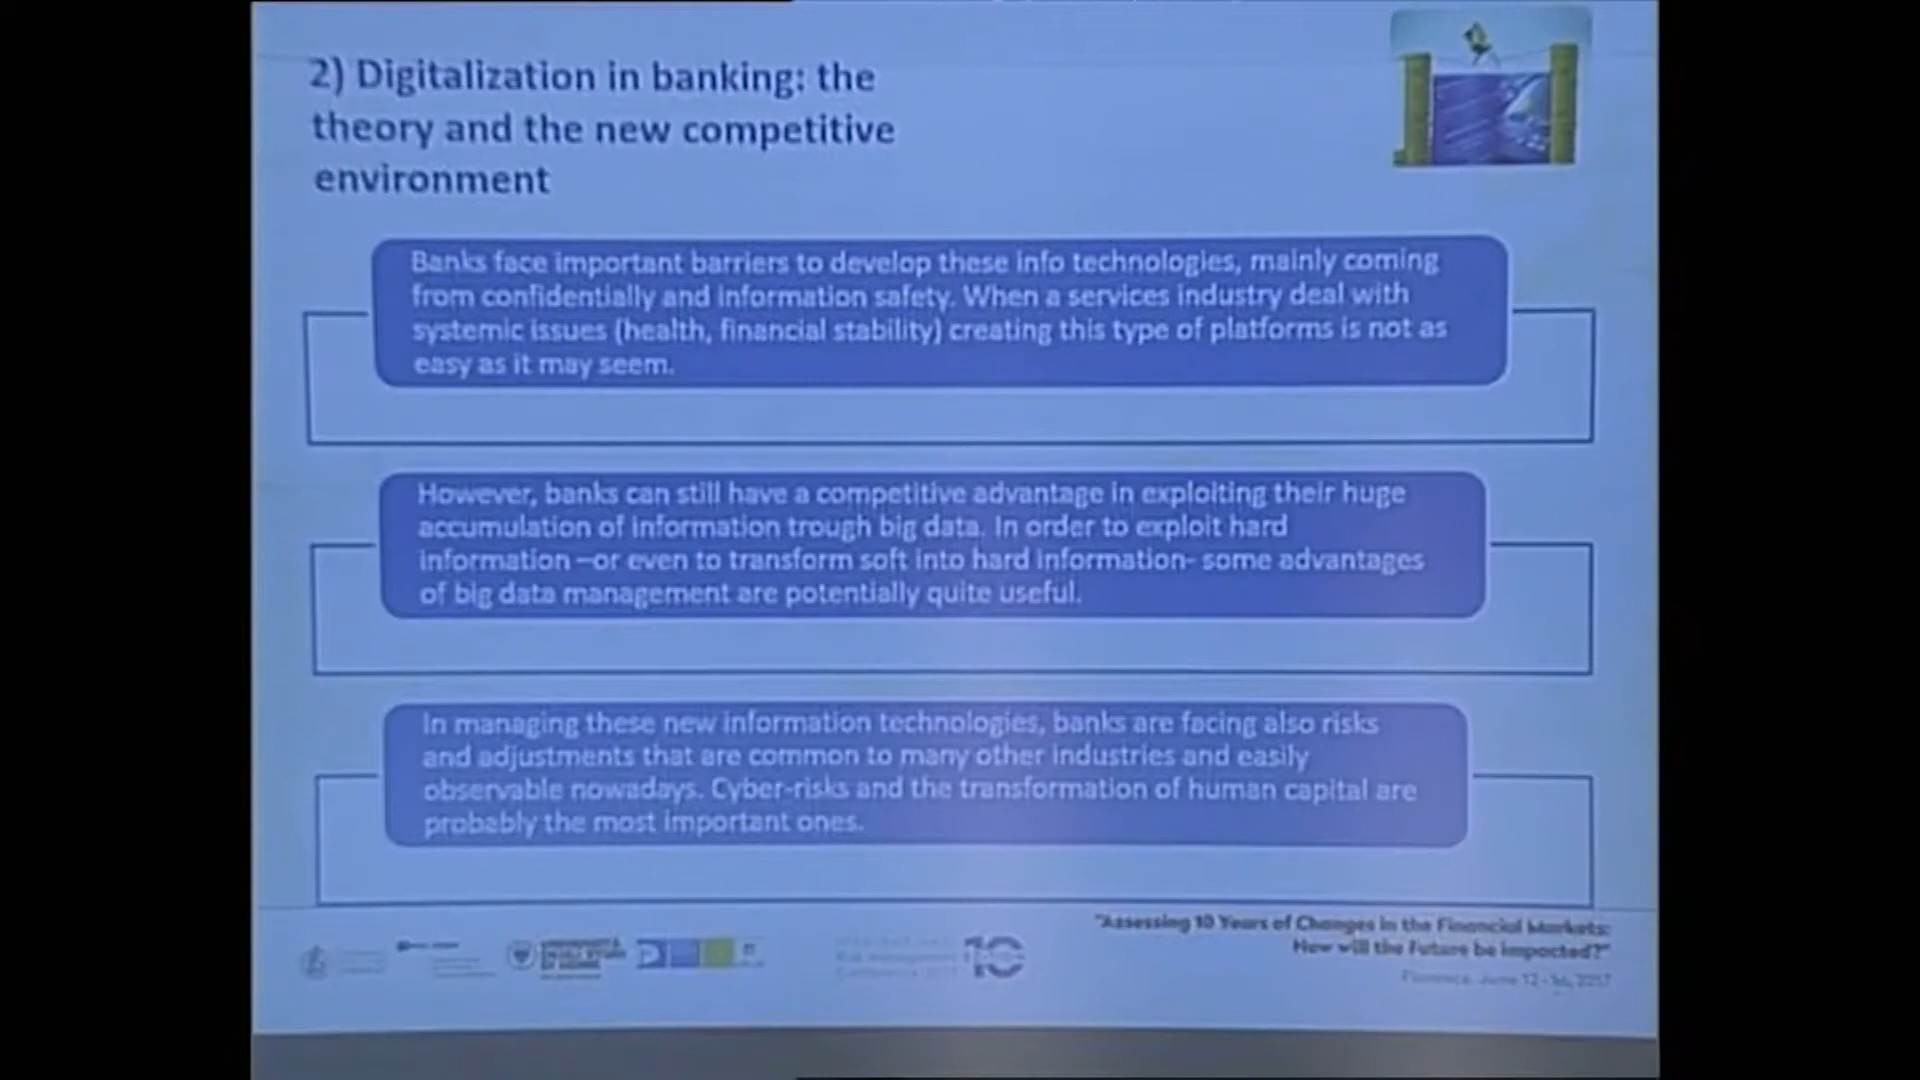 2) Digitalization in banking: the
theory and the new competitive
environment
Banks face important barriers to develop these info technologies, mainly coming
from confidentially and information safety. When a services industry deal with
systemic issues (health, financial stability) creating this type of platforms is not as
easy as it may seem.
However, banks can still have a competitive advantage in exploiting their huge
accumulation of information trough big data. In order to exploit hard
information –or even to transform soft into hard information- some advantages
of big data management are potentially quite useful.
In managing these new information technologies, banks are facing also risks
and adjustments that are common to many other industries and easily
observable nowadays. Cyber-risks and the transformation of human capital are
probably the most important ones.
"Assessing 10 Years of Changes in the Financial Markets:
How will the Future be impacted?"
Florence, June 12-16, 2017
10